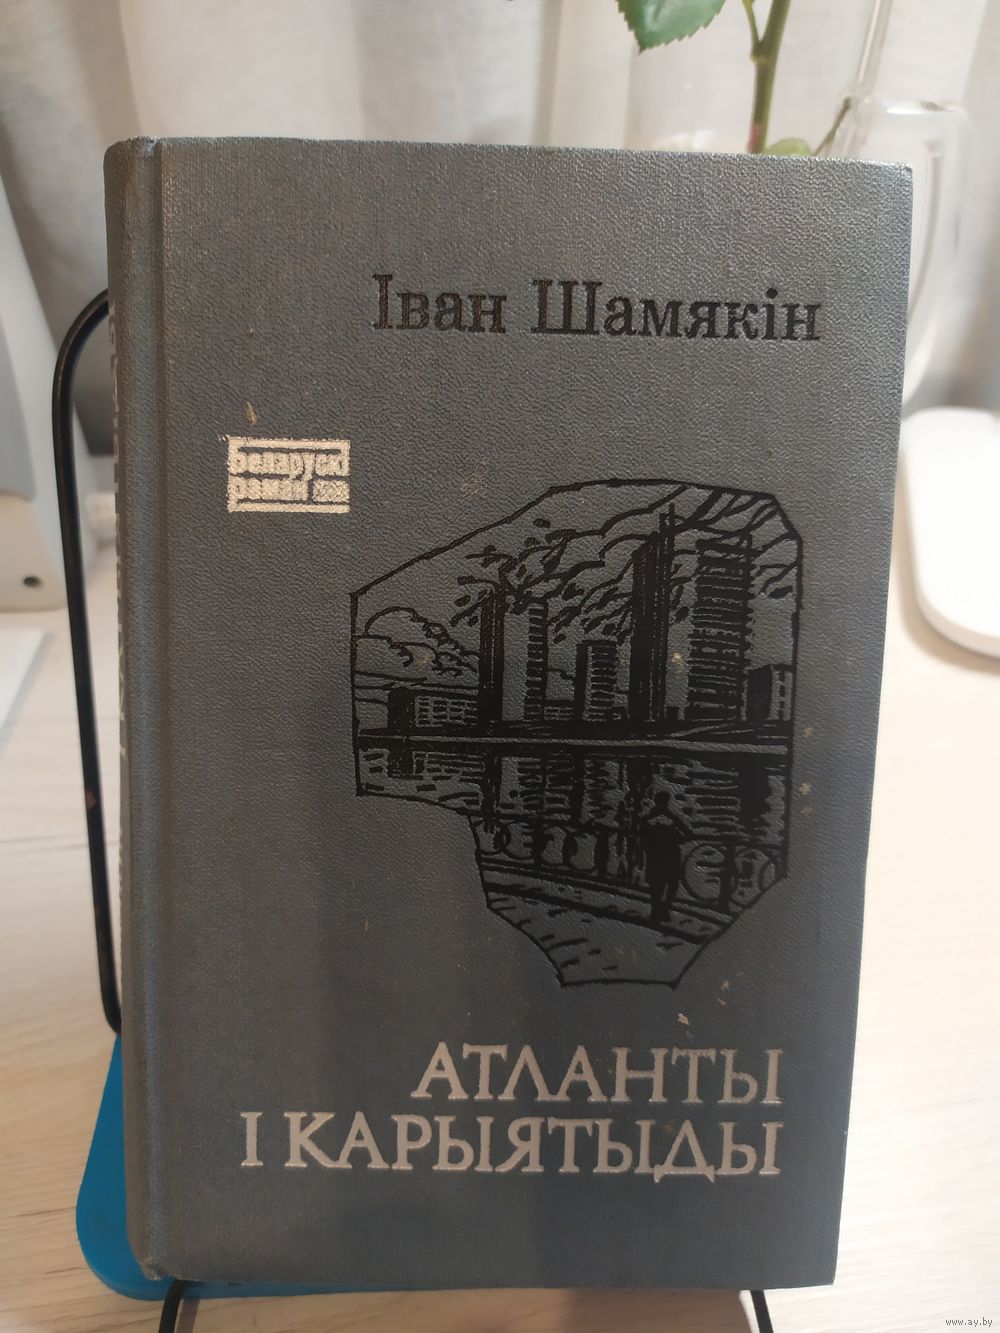 Іван Шамякін
беларускі
раман
АТЛАНТЫ
І КАРЫЯТЫДЫ
www.ay.by